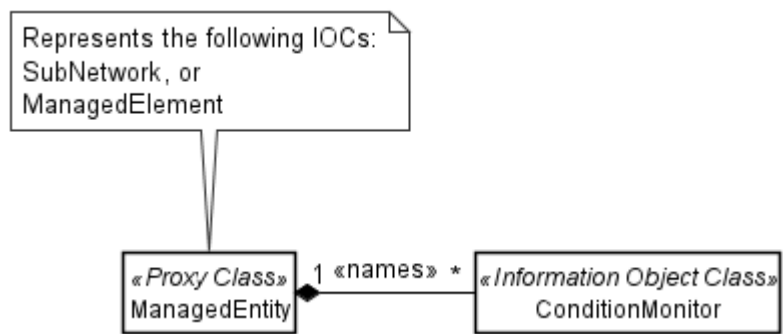 Represents the following IOCs:
SubNetwork, or
ManagedElement
«Proxy Class»
ManagedEntity
1 «names» *
«Information Object Class»
ConditionMonitor